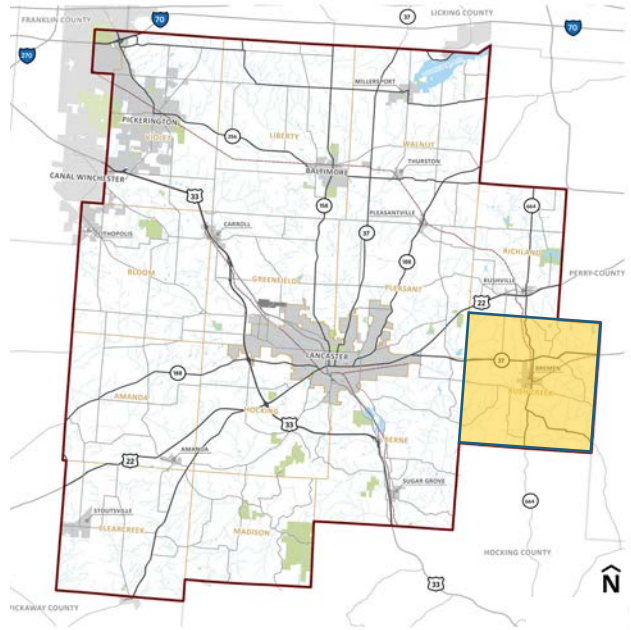 FRANKLIN COUNTY
70
37
LICKING COUNTY
70
270
MILLERSPORT
PICKERINGTON
VIOLET
256
LIBERTY
WALNUT
BALTIMORE
THURSTON
CANAL WINCHESTER
33
158
PLEASANTVILLE
664
CARROLL
37
LITHOPOLIS
RICHLAND
BLOOM
GREENFIELD
188
PERRY COUNTY
PLEASANT
RUSHVILLE
22
LANCASTER
37
BREMEN
188
RUSHCREEK
AMANDA
HOCKING
33
BERNE
AMANDA
22
SUGAR GROVE
664
STOUTSVILLE
CLEARCREEK
MADISON
HOCKING COUNTY
N
33
PICKAWAY COUNTY